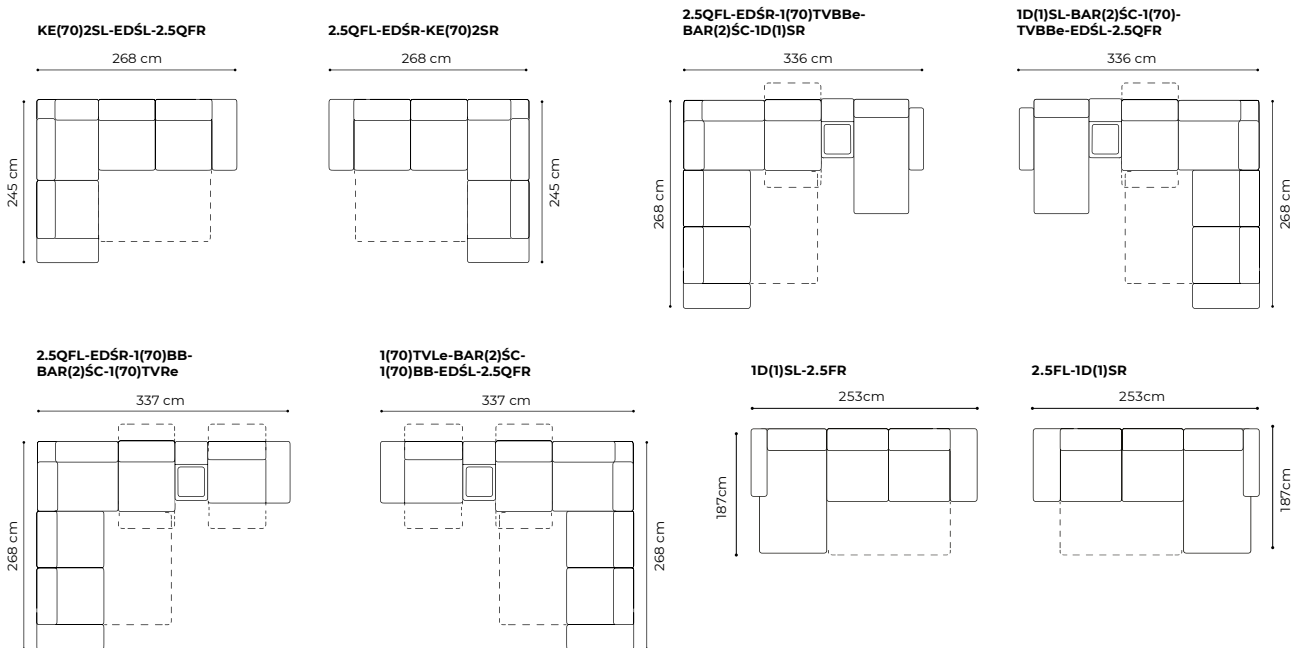 KE(70)2SL-EDŚL-2.5QFR
268 cm
245 cm
2.5QFL-EDŚR-KE(70)2SR
268 cm
245 cm
2.5QFL-EDŚR-1(70)TVBBe-
BAR(2)ŚC-1D(1)SR
336 cm
268 cm
1D(1)SL-BAR(2)ŚC-1(70)-
TVBBe-EDŚL-2.5QFR
336 cm
268 cm
2.5QFL-EDŚR-1(70)BB-
BAR(2)ŚC-1(70)TVRe
337 cm
268 cm
1(70)TVLe-BAR(2)ŚC-
1(70)BB-EDŚL-2.5QFR
337 cm
268 cm
1D(1)SL-2.5FR
253cm
187cm
2.5FL-1D(1)SR
253cm
187cm